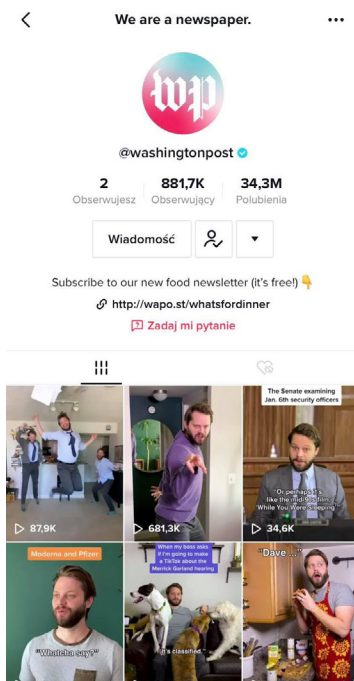 We are a newspaper.
wp
@washingtonpost
2 881,7K 34,3M
Obserwujesz Obserwujący Polubienia
Wiadomość
Subscribe to our new food newsletter (it's free!)
http://wapo.st/whatsfordinner
Zadaj mi pytanie
87,9K
681,3K
The Senate examining
Jan. 6th security officers
"Or perhaps it's
like the mid 90s film
'While You Were Sleeping'
34,6K
Moderna and Pfizer
"Whatcha say?"
When my boss asks
if I'm going to make
a TikTok about the
Merrick Garland hearing
"It's classified."
"Dave..."